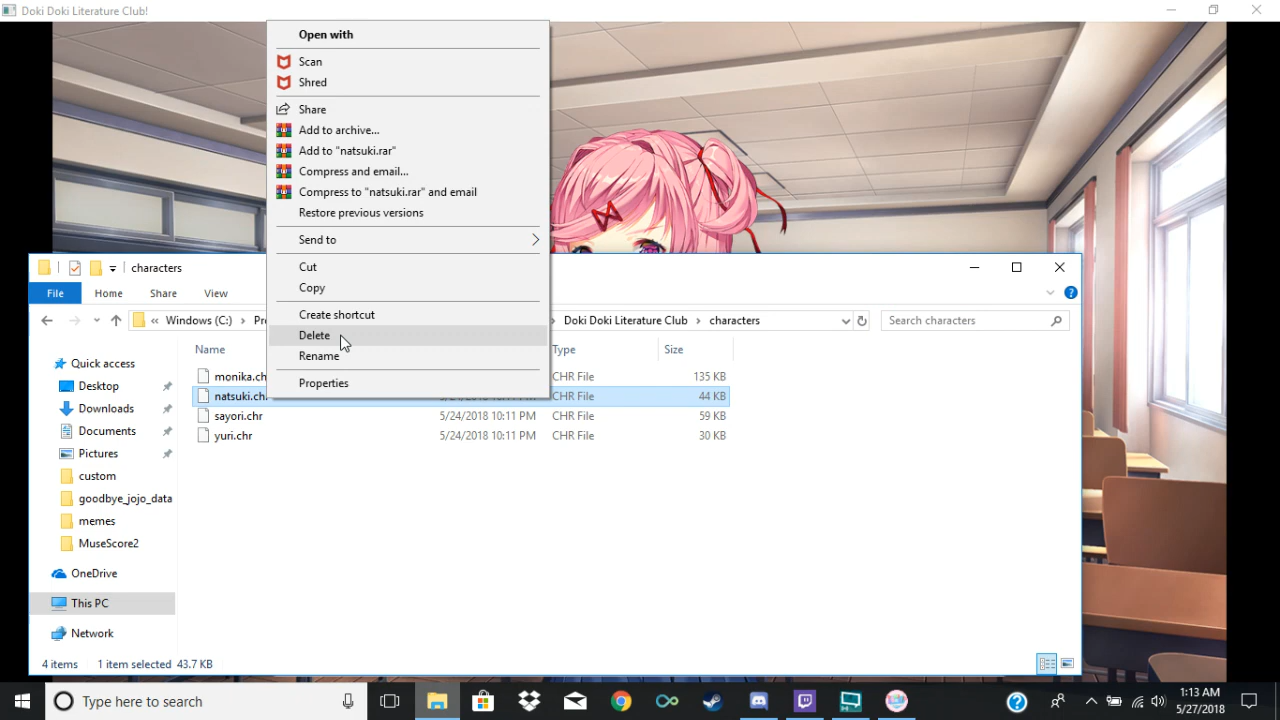 Doki Doki Literature Club!
Open with
Scan
Shred
Share
Add to archive...
Add to "natsuki.rar"
Compress and email...
Compress to "natsuki.rar" and email
Restore previous versions
Send to
Cut
Copy
Create shortcut
Delete
Rename
Properties
characters
File Home Share View
« Windows (C:) › Doki Doki Literature Club › characters
Search characters
Name Type Size
monika.ch CHR File 135 KB
natsuki.ch CHR File 44 KB
sayori.chr 5/24/2018 10:11 PM CHR File 59 KB
yuri.chr 5/24/2018 10:11 PM CHR File 30 KB
Quick access
Desktop
Downloads
Documents
Pictures
custom
goodbye_jojo_data
memes
MuseScore2
OneDrive
This PC
Network
4 items 1 item selected 43.7 KB
Type here to search
1:13 AM
5/27/2018